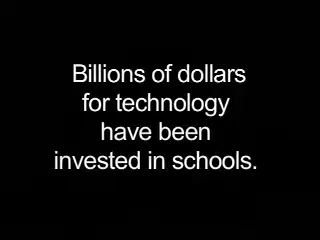 Billions of dollars
for technology
have been
invested in schools.